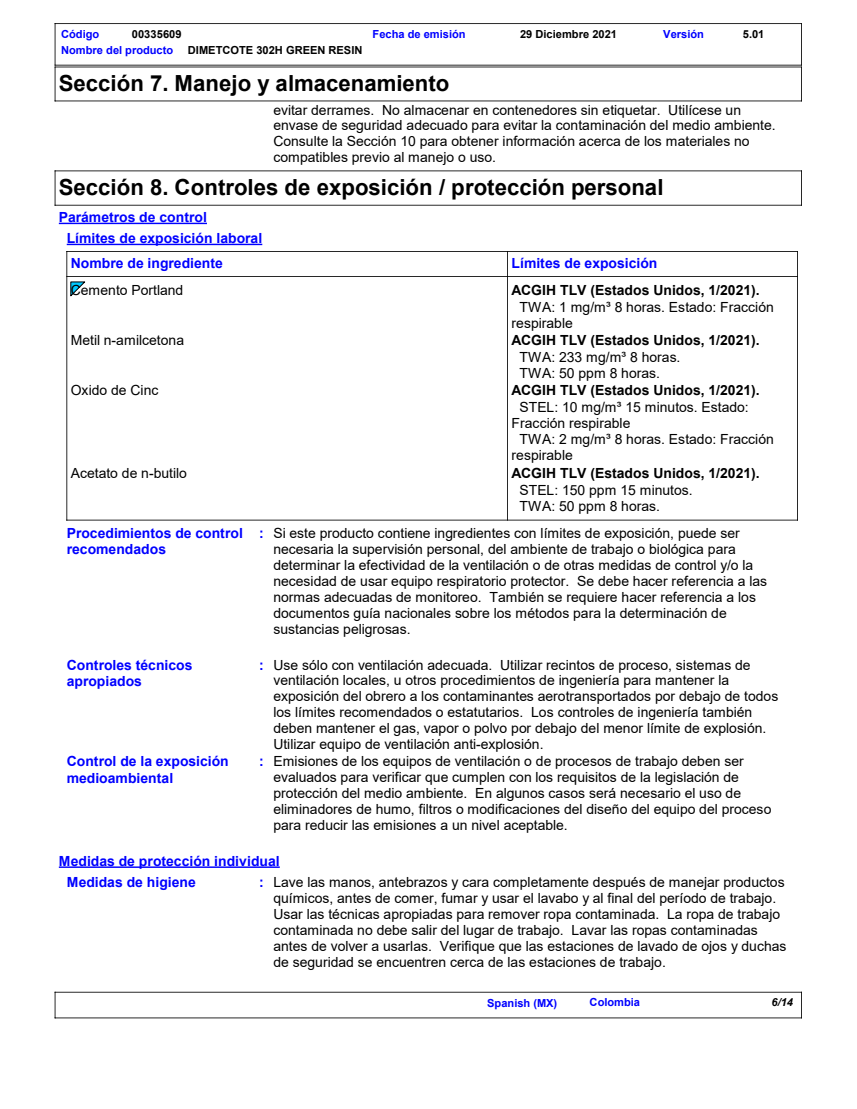 Código 00335609 Fecha de emisión 29 Diciembre 2021 Versión 5.01
Nombre del producto DIMETCOTE 302H GREEN RESIN
Sección 7. Manejo y almacenamiento
evitar derrames. No almacenar en contenedores sin etiquetar. Utilícese un
envase de seguridad adecuado para evitar la contaminación del medio ambiente.
Consulte la Sección 10 para obtener información acerca de los materiales no
compatibles previo al manejo o uso.
Sección 8. Controles de exposición / protección personal
Parámetros de control
Límites de exposición laboral
Nombre de ingrediente Límites de exposición
Cemento Portland ACGIH TLV (Estados Unidos, 1/2021).
TWA: 1 mg/m³ 8 horas. Estado: Fracción
respirable
Metil n-amilcetona ACGIH TLV (Estados Unidos, 1/2021).
TWA: 233 mg/m³ 8 horas.
TWA: 50 ppm 8 horas.
Oxido de Cinc ACGIH TLV (Estados Unidos, 1/2021).
STEL: 10 mg/m³ 15 minutos. Estado:
Fracción respirable
TWA: 2 mg/m³ 8 horas. Estado: Fracción
respirable
Acetato de n-butilo ACGIH TLV (Estados Unidos, 1/2021).
STEL: 150 ppm 15 minutos.
TWA: 50 ppm 8 horas.
Procedimientos de control : Si este producto contiene ingredientes con límites de exposición, puede ser
recomendados necesaria la supervisión personal, del ambiente de trabajo o biológica para
determinar la efectividad de la ventilación o de otras medidas de control y/o la
necesidad de usar equipo respiratorio protector. Se debe hacer referencia a las
normas adecuadas de monitoreo. También se requiere hacer referencia a los
documentos guía nacionales sobre los métodos para la determinación de
sustancias peligrosas.
Controles técnicos : Use sólo con ventilación adecuada. Utilizar recintos de proceso, sistemas de
apropiados ventilación locales, u otros procedimientos de ingeniería para mantener la
exposición del obrero a los contaminantes aerotransportados por debajo de todos
los límites recomendados o estatutarios. Los controles de ingeniería también
deben mantener el gas, vapor o polvo por debajo del menor límite de explosión.
Utilizar equipo de ventilación anti-explosión.
Control de la exposición : Emisiones de los equipos de ventilación o de procesos de trabajo deben ser
medioambiental evaluados para verificar que cumplen con los requisitos de la legislación de
protección del medio ambiente. En algunos casos será necesario el uso de
eliminadores de humo, filtros o modificaciones del diseño del equipo del proceso
para reducir las emisiones a un nivel aceptable.
Medidas de protección individual
Medidas de higiene : Lave las manos, antebrazos y cara completamente después de manejar productos
químicos, antes de comer, fumar y usar el lavabo y al final del período de trabajo.
Usar las técnicas apropiadas para remover ropa contaminada. La ropa de trabajo
contaminada no debe salir del lugar de trabajo. Lavar las ropas contaminadas
antes de volver a usarlas. Verifique que las estaciones de lavado de ojos y duchas
de seguridad se encuentren cerca de las estaciones de trabajo.
Spanish (MX) Colombia 6/14